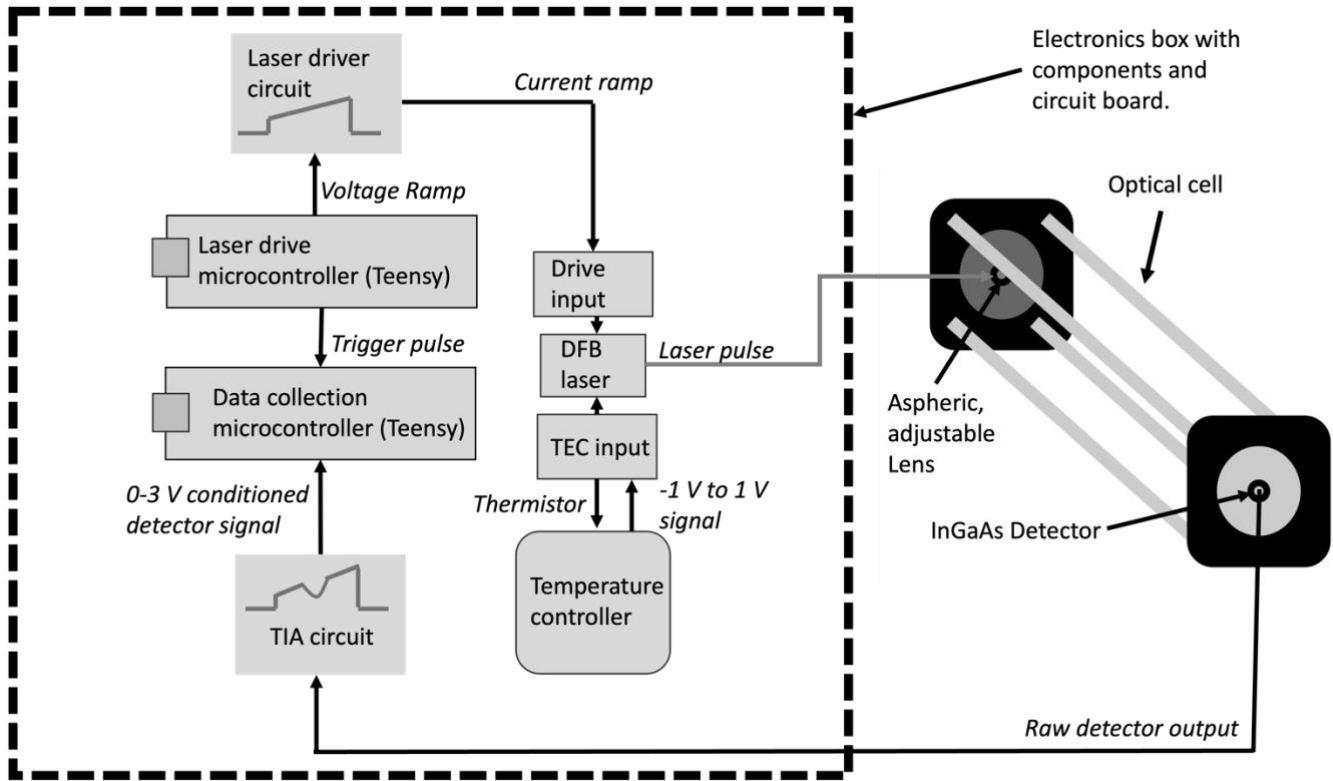 Laser driver
circuit
Current ramp
Electronics box with
components and
circuit board.
Voltage Ramp
Optical cell
Laser drive
microcontroller (Teensy)
Drive
input
Trigger pulse
DFB
laser
Laser pulse
Data collection
microcontroller (Teensy)
Aspheric,
adjustable
Lens
TEC input
0-3 V conditioned
detector signal
Thermistor
-1 V to 1 V
signal
InGaAs Detector
Temperature
controller
TIA circuit
Raw detector output